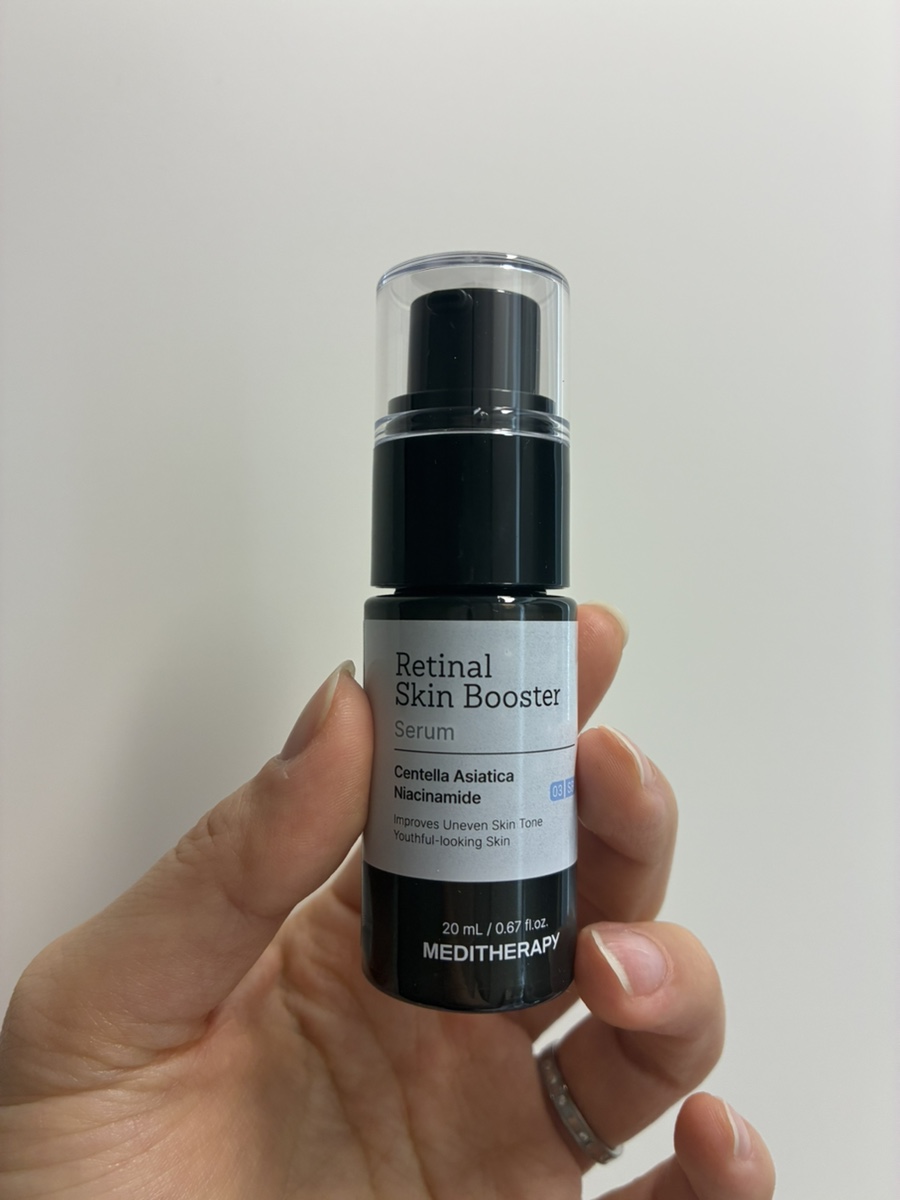 Retinal
Skin Booster
Serum
Centella Asiatica
Niacinamide
03
Improves Uneven Skin Tone
Youthful-looking Skin
20 mL / 0.67 fl.oz.
MEDITHERAPY